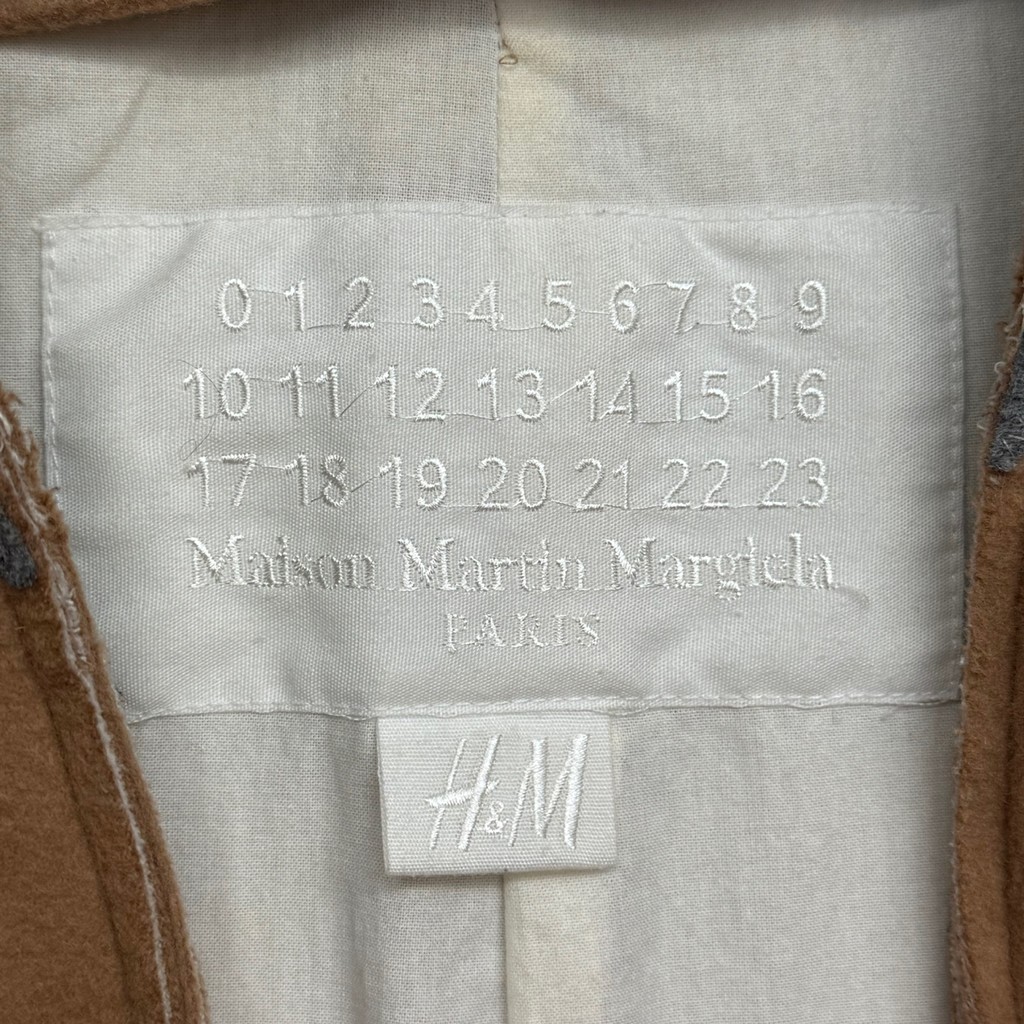 0 1 2 3 4 5 6 7 8 9
10 11 12 13 14 15 16
17 18 19 20 21 22 23
Maison Martin Margiela
PARIS
H&M